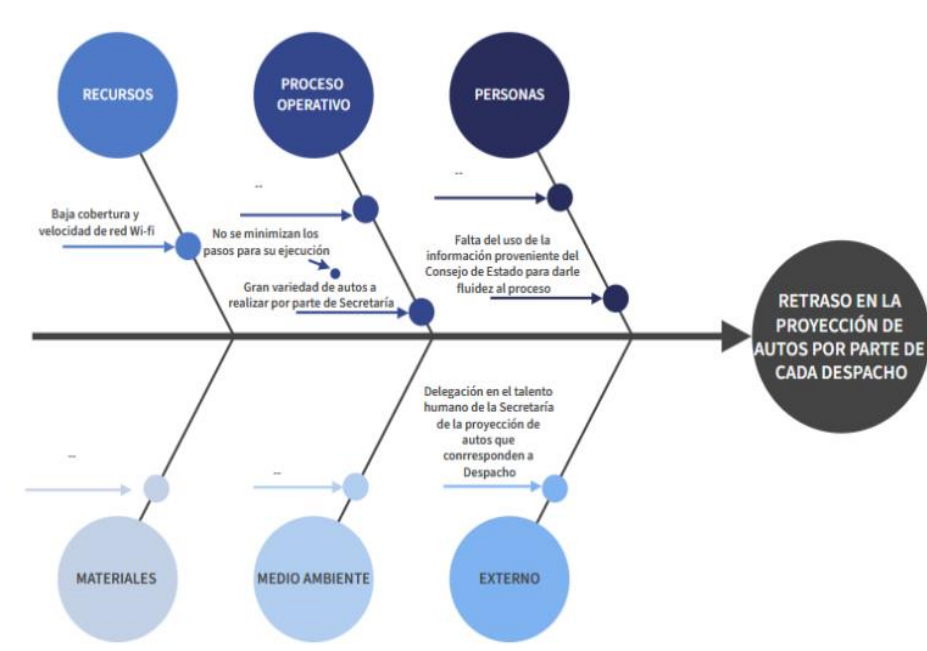 RECURSOS
PROCESO
OPERATIVO
PERSONAS
--
--
Baja cobertura y
velocidad de red Wi-fi
No se minimizan los
pasos para su ejecución
Gran variedad de autos a
realizar por parte de Secretaría
Falta del uso de la
información proveniente del
Consejo de Estado para darle
fluidez al proceso
RETRASO EN LA
PROYECCIÓN DE
AUTOS POR PARTE DE
CADA DESPACHO
--
--
Delegación en el talento
humano de la Secretaría
de la proyección de
autos que
conrresponden a
Despacho
MATERIALES
MEDIO AMBIENTE
EXTERNO